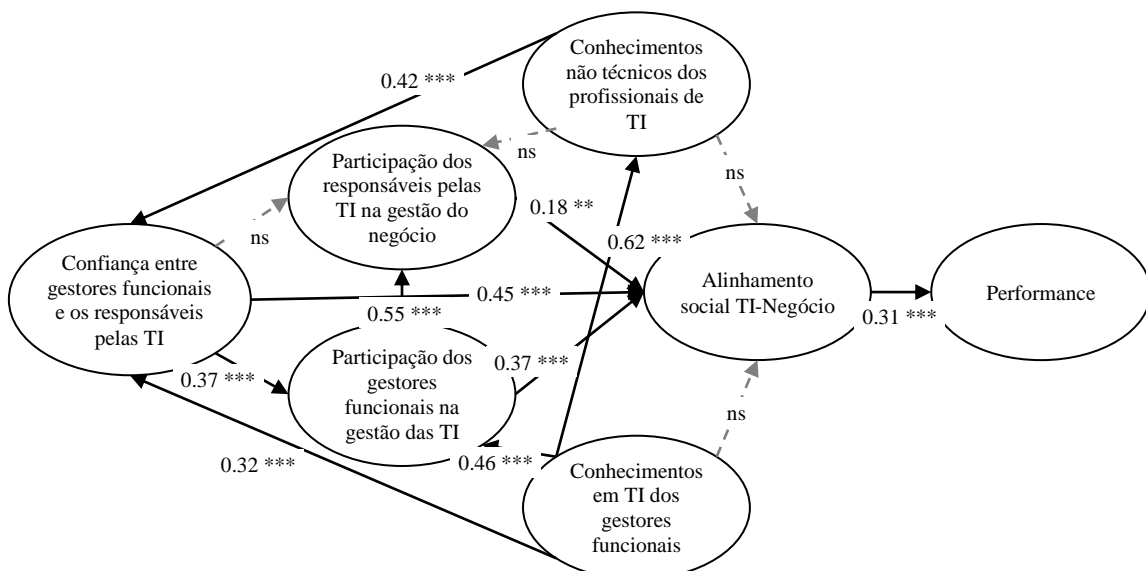 Conhecimentos
não técnicos dos
profissionais de
TI
0.42 ***
ns
ns
Participação dos
responsáveis pelas
TI na gestão do
negócio
0.18 **
0.62 ***
ns
Confiança entre
gestores funcionais
e os responsáveis
pelas TI
Alinhamento
social TI-Negócio
Performance
0.45 ***
0.55 ***
0.31 ***
Participação dos
gestores
funcionais na
gestão das TI
0.37 ***
0.37 ***
ns
0.46 ***
0.32 ***
Conhecimentos
em TI dos
gestores
funcionais